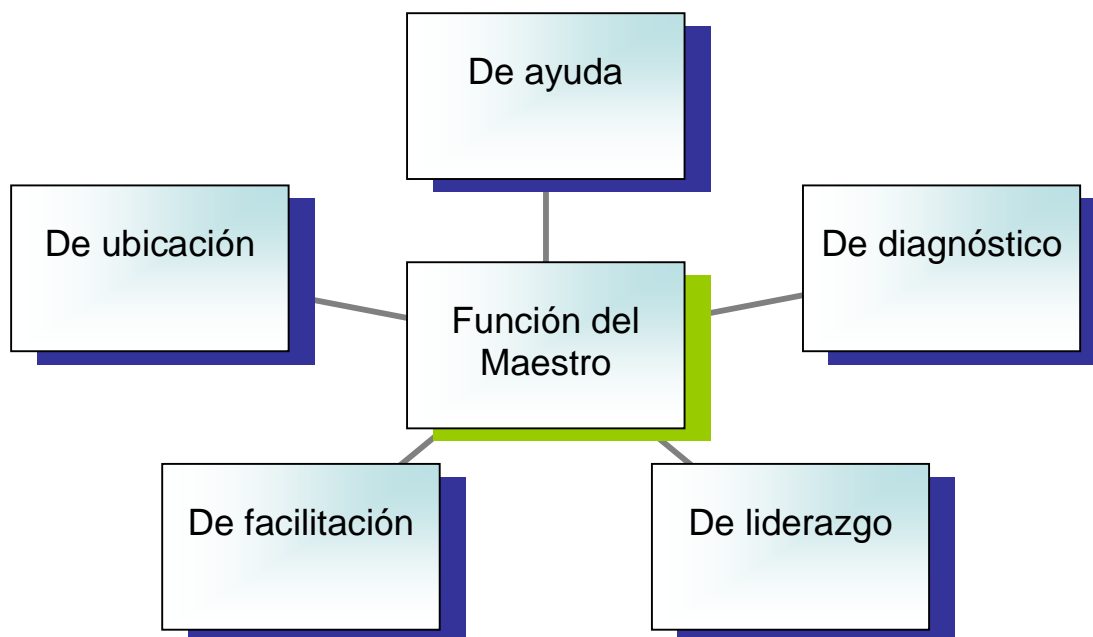 De ayuda
De ubicación
De diagnóstico
Función del
Maestro
De facilitación
De liderazgo